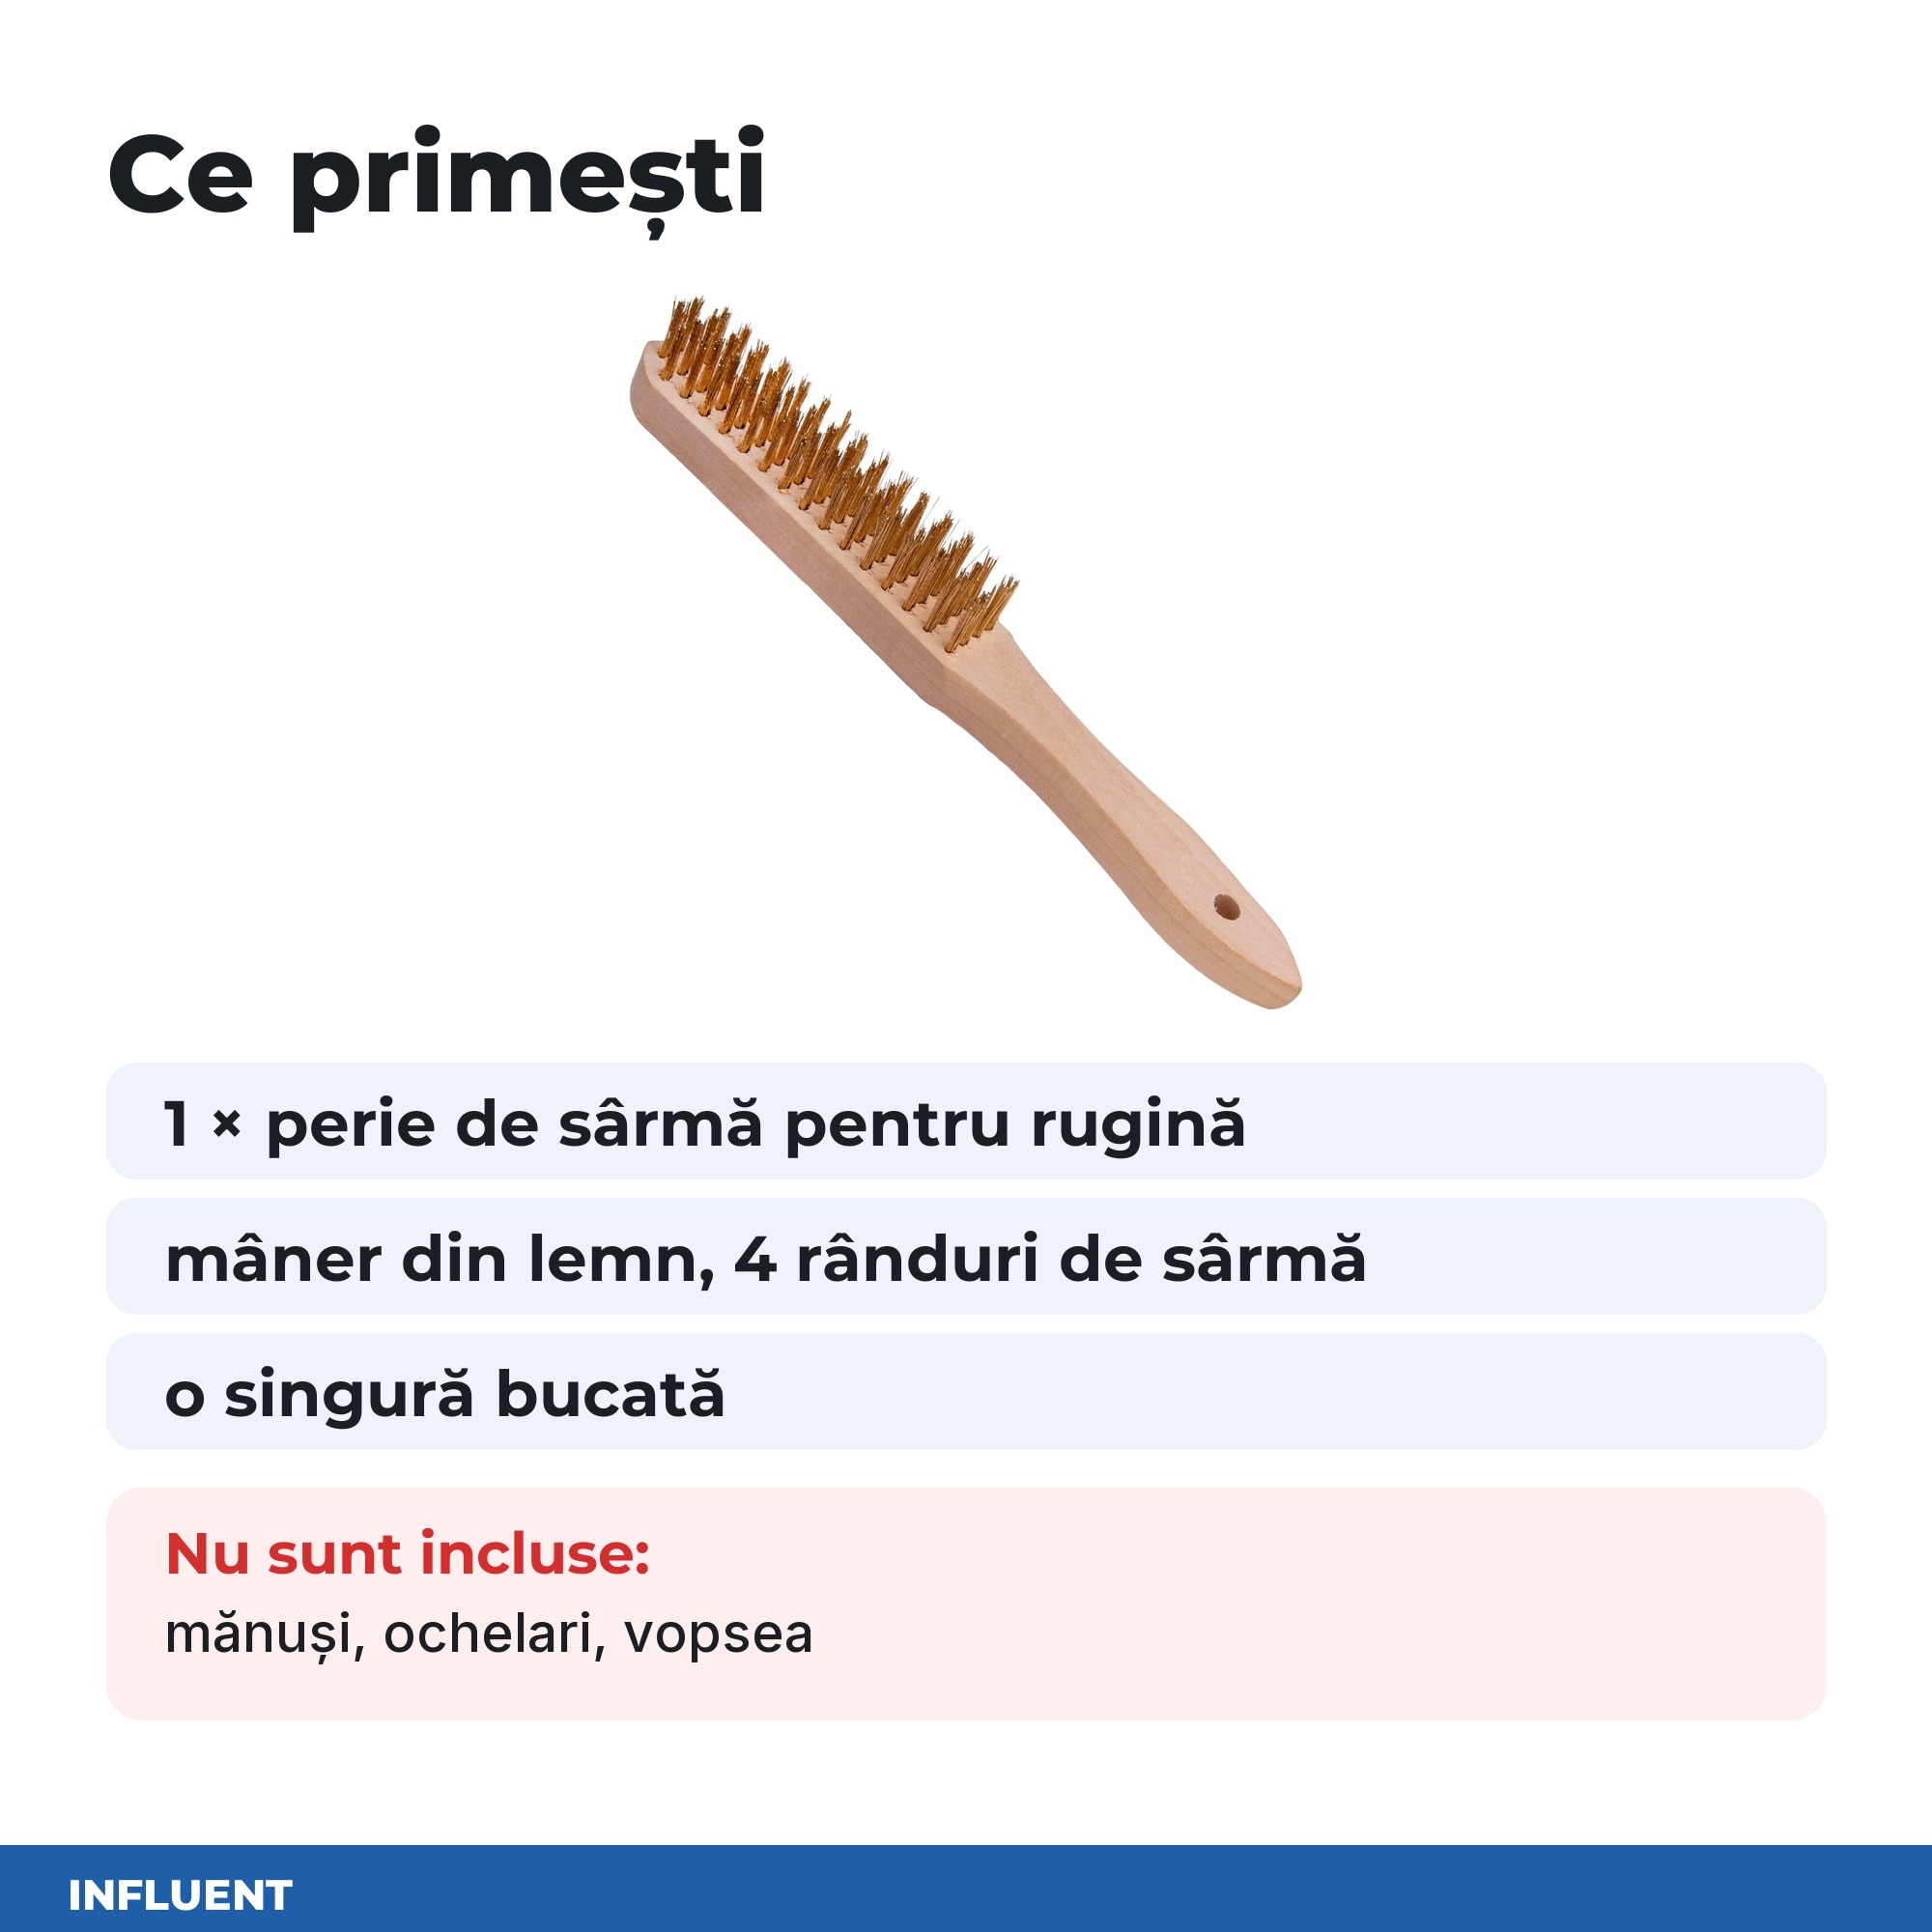 Ce primești
1 × perie de sârmă pentru rugină
mâner din lemn, 4 rânduri de sârmă
o singură bucată
Nu sunt incluse:
mănuși, ochelari, vopsea
INFLUENT